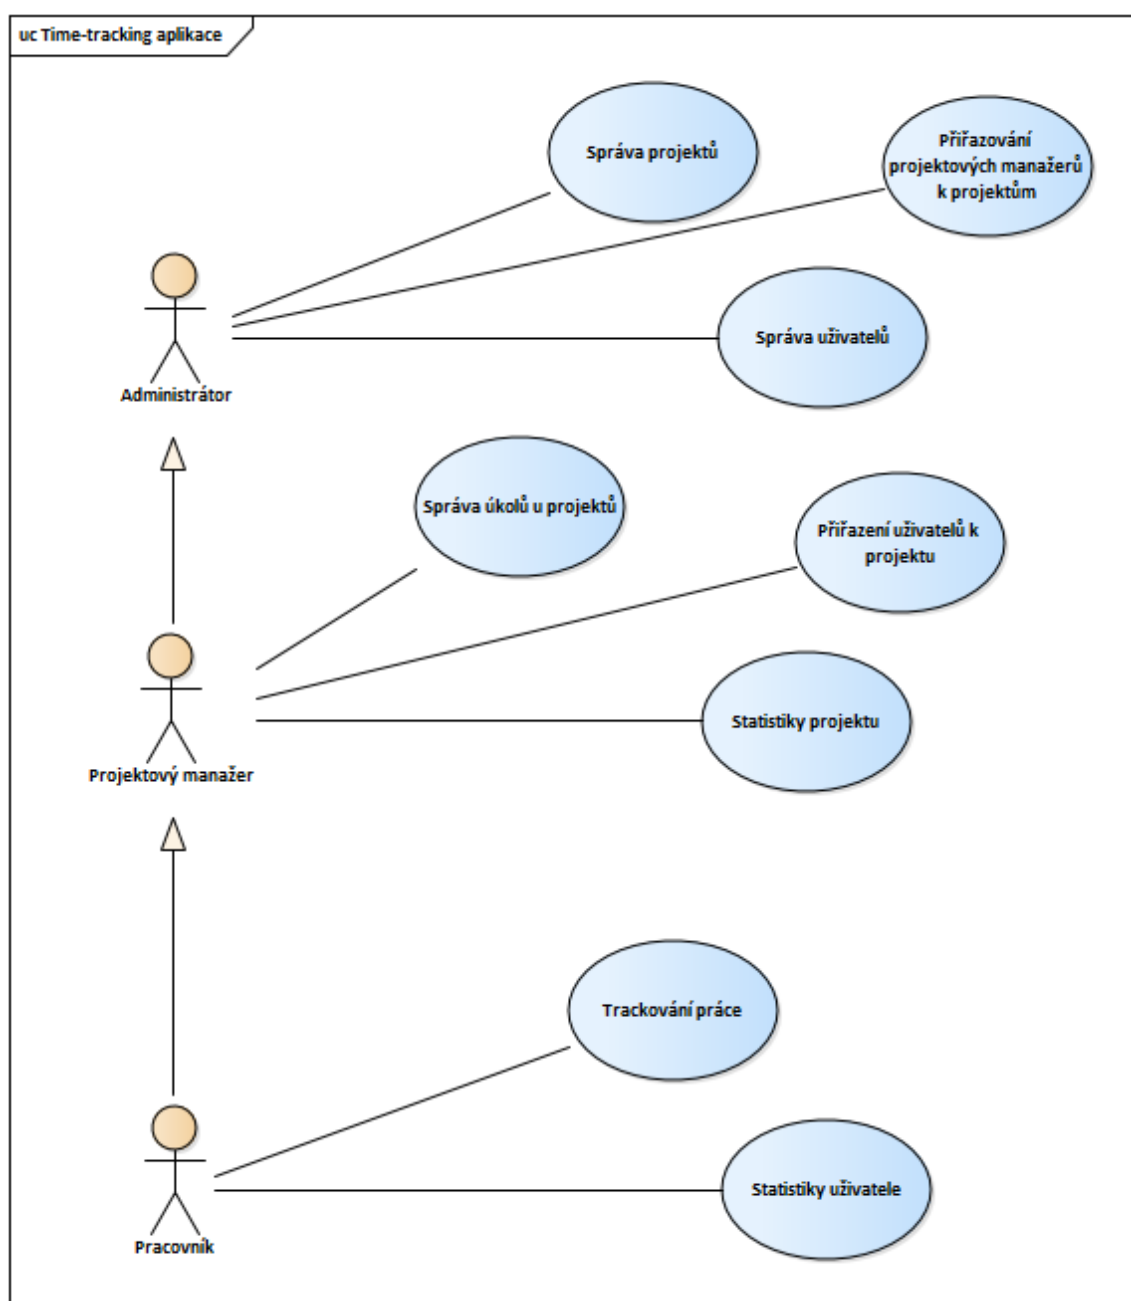 uc Time-tracking aplikace
Správa projektů
Přiřazování
projektových manažerů
k projektům
Správa uživatelů
Administrátor
Správa úkolů u projektů
Přiřazení uživatelů k
projektu
Statistiky projektu
Projektový manažer
Trackování práce
Statistiky uživatele
Pracovník